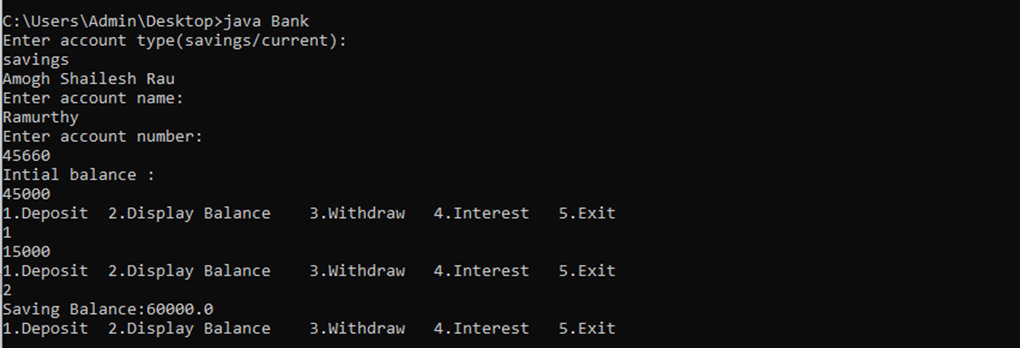 C:\Users\Admin\Desktop>java Bank
Enter account type(savings/current):
savings
Amogh Shailesh Rau
Enter account name:
Ramurthy
Enter account number:
45660
Intial balance :
45000
1.Deposit  2.Display Balance    3.Withdraw   4.Interest   5.Exit
1
15000
1.Deposit  2.Display Balance    3.Withdraw   4.Interest   5.Exit
2
Saving Balance:60000.0
1.Deposit  2.Display Balance    3.Withdraw   4.Interest   5.Exit